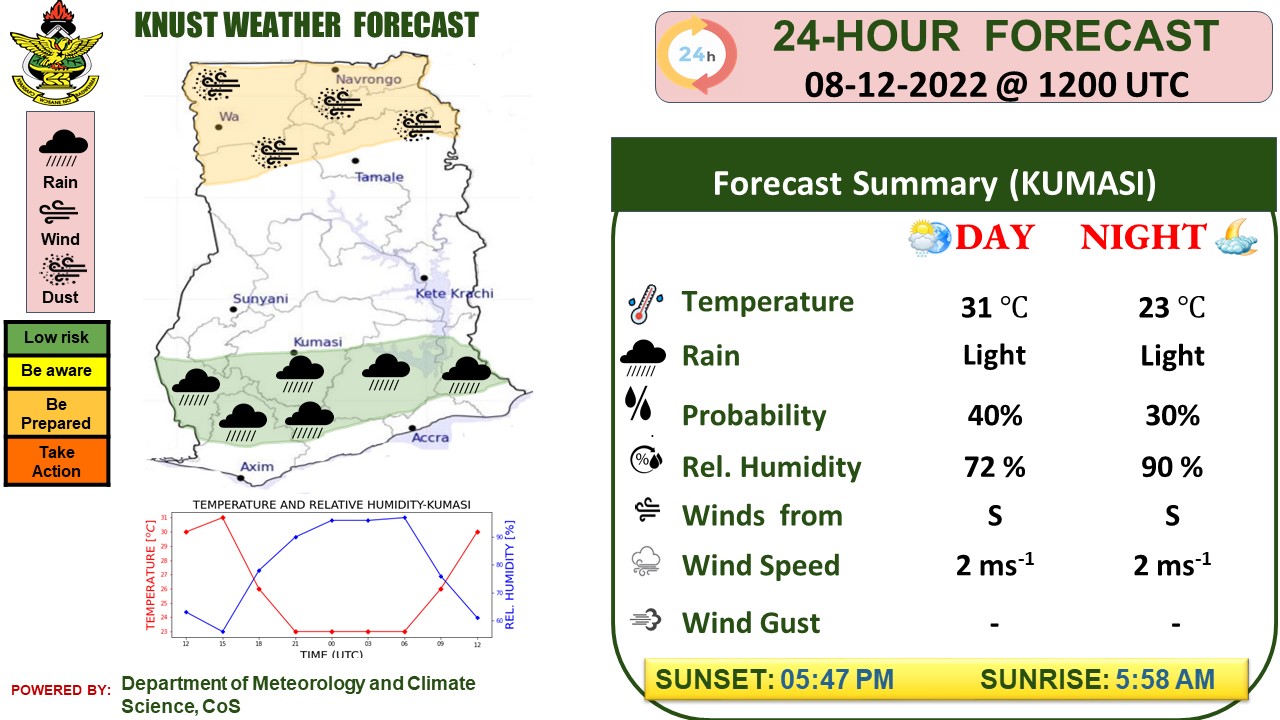 KNUST WEATHER FORECAST
24h
24-HOUR FORECAST
08-12-2022 @ 1200 UTC
Rain
Wind
Dust
Low risk
Be aware
Be
Prepared
Take
Action
Navrongo
Wa
Tamale
Kete Krachi
Sunyani
Kumasi
Accra
Axim
Forecast Summary (KUMASI)
DAY NIGHT
Temperature 31 °C 23 °C
Rain Light Light
Probability 40% 30%
Rel. Humidity 72 % 90 %
Winds from S S
Wind Speed 2 ms-1 2 ms-1
Wind Gust - -
SUNSET: 05:47 PM SUNRISE: 5:58 AM
TEMPERATURE AND RELATIVE HUMIDITY-KUMASI
TEMPERATURE [°C]
31
30
29
28
27
26
25
24
23
90
80
70
60
REL. HUMIDITY [%]
12 15 18 21 00 03 06 09 12
TIME (UTC)
POWERED BY: Department of Meteorology and Climate
Science, CoS